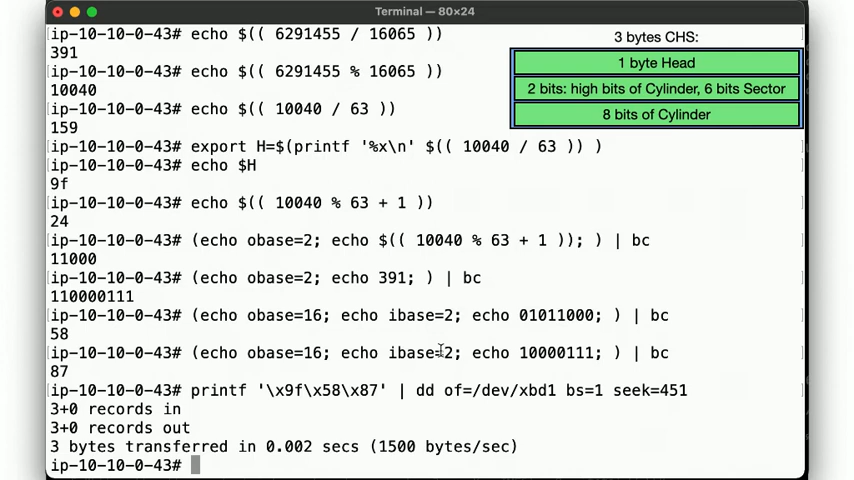 Terminal — 80×24
ip-10-10-0-43# echo $(( 6291455 / 16065 ))
391
ip-10-10-0-43# echo $(( 6291455 % 16065 ))
10040
ip-10-10-0-43# echo $(( 10040 / 63 ))
159
ip-10-10-0-43# export H=$(printf '%x\n' $(( 10040 / 63 )) )
ip-10-10-0-43# echo $H
9f
ip-10-10-0-43# echo $(( 10040 % 63 + 1 ))
24
ip-10-10-0-43# (echo obase=2; echo $(( 10040 % 63 + 1 )); ) | bc
11000
ip-10-10-0-43# (echo obase=2; echo 391; ) | bc
110000111
ip-10-10-0-43# (echo obase=16; echo ibase=2; echo 01011000; ) | bc
58
ip-10-10-0-43# (echo obase=16; echo ibase=2; echo 10000111; ) | bc
87
ip-10-10-0-43# printf '\x9f\x58\x87' | dd of=/dev/xbd1 bs=1 seek=451
3+0 records in
3+0 records out
3 bytes transferred in 0.002 secs (1500 bytes/sec)
ip-10-10-0-43#
3 bytes CHS:
1 byte Head
2 bits: high bits of Cylinder, 6 bits Sector
8 bits of Cylinder